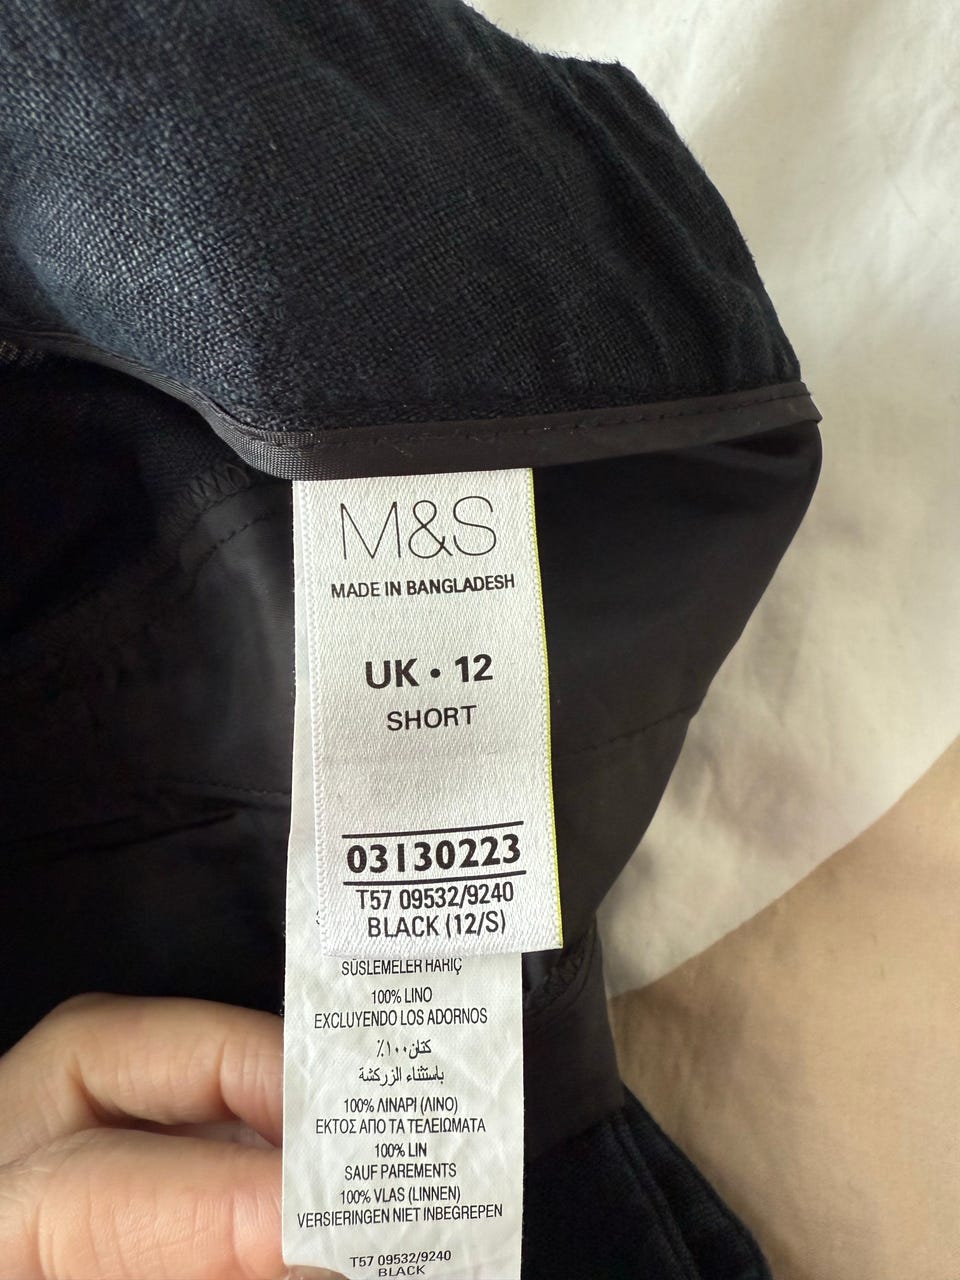 M&S
MADE IN BANGLADESH
UK • 12
SHORT
03130223
T57 09532/9240
BLACK (12/S)
SÜSLEMELER HARİÇ
100% LINO
EXCLUYENDO LOS ADORNOS
كتان ١٠٠٪
باستثناء الزركشة
100% ΛΙΝΑΡΙ (ΛΙΝΟ)
ΕΚΤΟΣ ΑΠΟ ΤΑ ΤΕΛΕΙΩΜΑΤΑ
100% LIN
SAUF PAREMENTS
100% VLAS (LINNEN)
VERSIERINGEN NIET INBEGREPEN
T57 09532/9240
BLACK